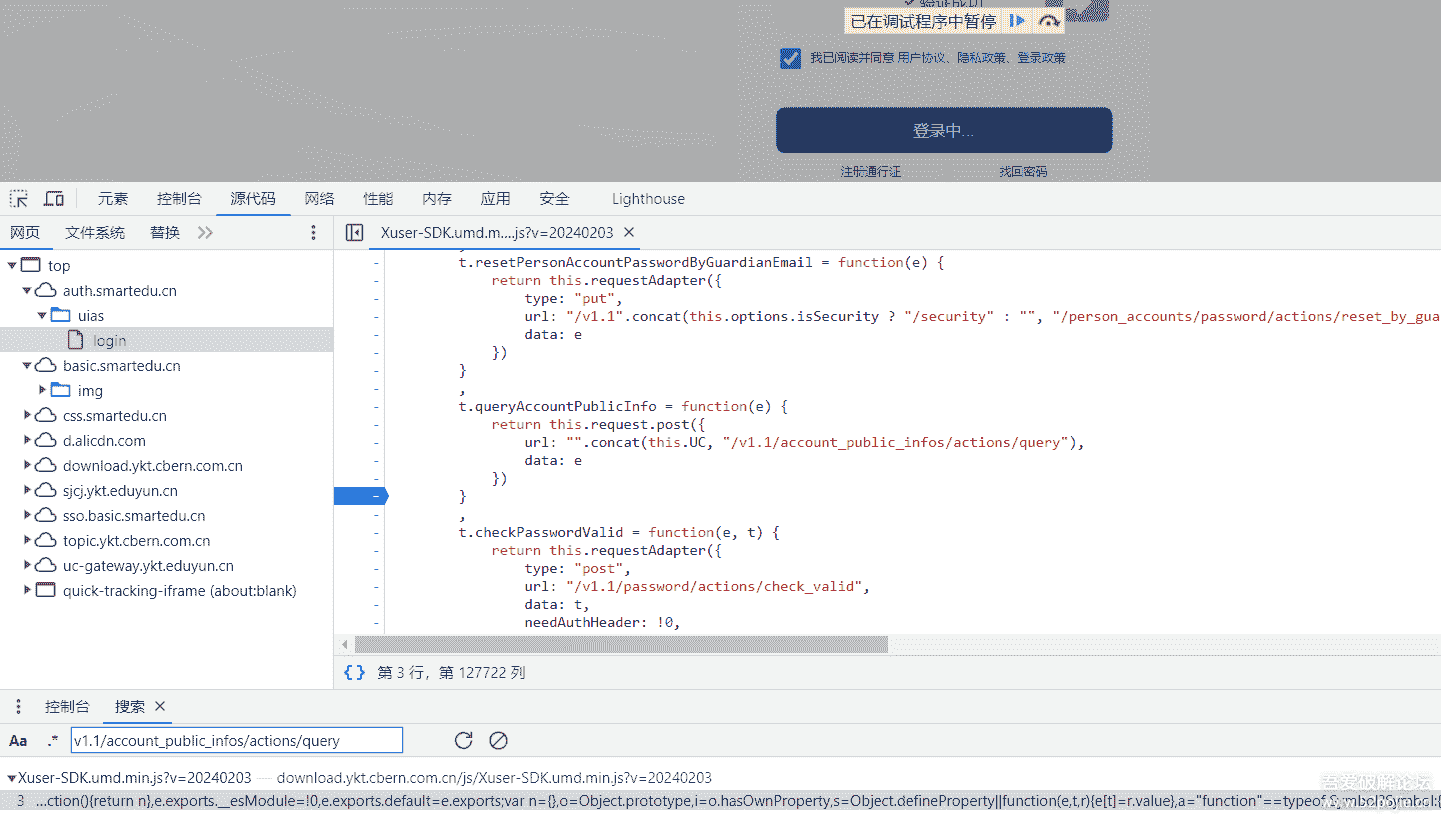 验证成功
已在调试程序中暂停
我已阅读并同意 用户协议、隐私政策、登录政策
登录中...
注册通行证 找回密码
元素 控制台 源代码 网络 性能 内存 应用 安全 Lighthouse
网页 文件系统 替换
Xuser-SDK.umd.m....js?v=20240203
top
auth.smartedu.cn
uias
login
basic.smartedu.cn
img
css.smartedu.cn
d.alicdn.com
download.ykt.cbern.com.cn
sjcj.ykt.eduyun.cn
sso.basic.smartedu.cn
topic.ykt.cbern.com.cn
uc-gateway.ykt.eduyun.cn
quick-tracking-iframe (about:blank)
t.resetPersonAccountPasswordByGuardianEmail = function(e) {
return this.requestAdapter({
type: "put",
url: "/v1.1".concat(this.options.isSecurity ? "/security" : "", "/person_accounts/password/actions/reset_by_gua
data: e
})
}
,
t.queryAccountPublicInfo = function(e) {
return this.request.post({
url: "".concat(this.UC, "/v1.1/account_public_infos/actions/query"),
data: e
})
}
,
t.checkPasswordValid = function(e, t) {
return this.requestAdapter({
type: "post",
url: "/v1.1/password/actions/check_valid",
data: t,
needAuthHeader: !0,
{} 第 3 行，第 127722 列
控制台 搜索
Aa .* v1.1/account_public_infos/actions/query
Xuser-SDK.umd.min.js?v=20240203 — download.ykt.cbern.com.cn/js/Xuser-SDK.umd.min.js?v=20240203
3 …ction(){return n},e.exports.__esModule=!0,e.exports.default=e.exports;var n={},o=Object.prototype,i=o.hasOwnProperty,s=Object.defineProperty||function(e,t,r){e[t]=r.value},a="function"==typeof Symbol?Symbol:{
吾爱破解论坛
www.52pojie.cn